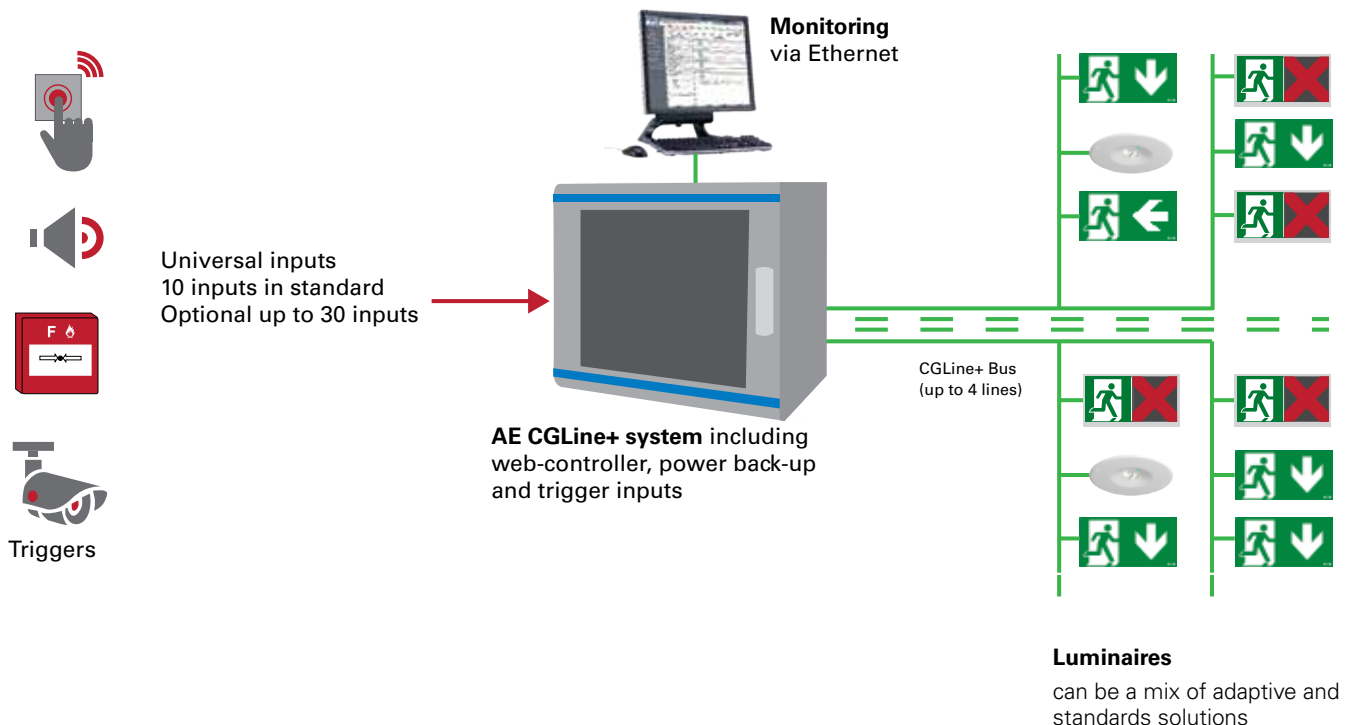 Monitoring
via Ethernet
Universal inputs
10 inputs in standard
Optional up to 30 inputs
F
CGLine+ Bus
(up to 4 lines)
AE CGLine+ system including
web-controller, power back-up
and trigger inputs
Triggers
Luminaires
can be a mix of adaptive and
standards solutions